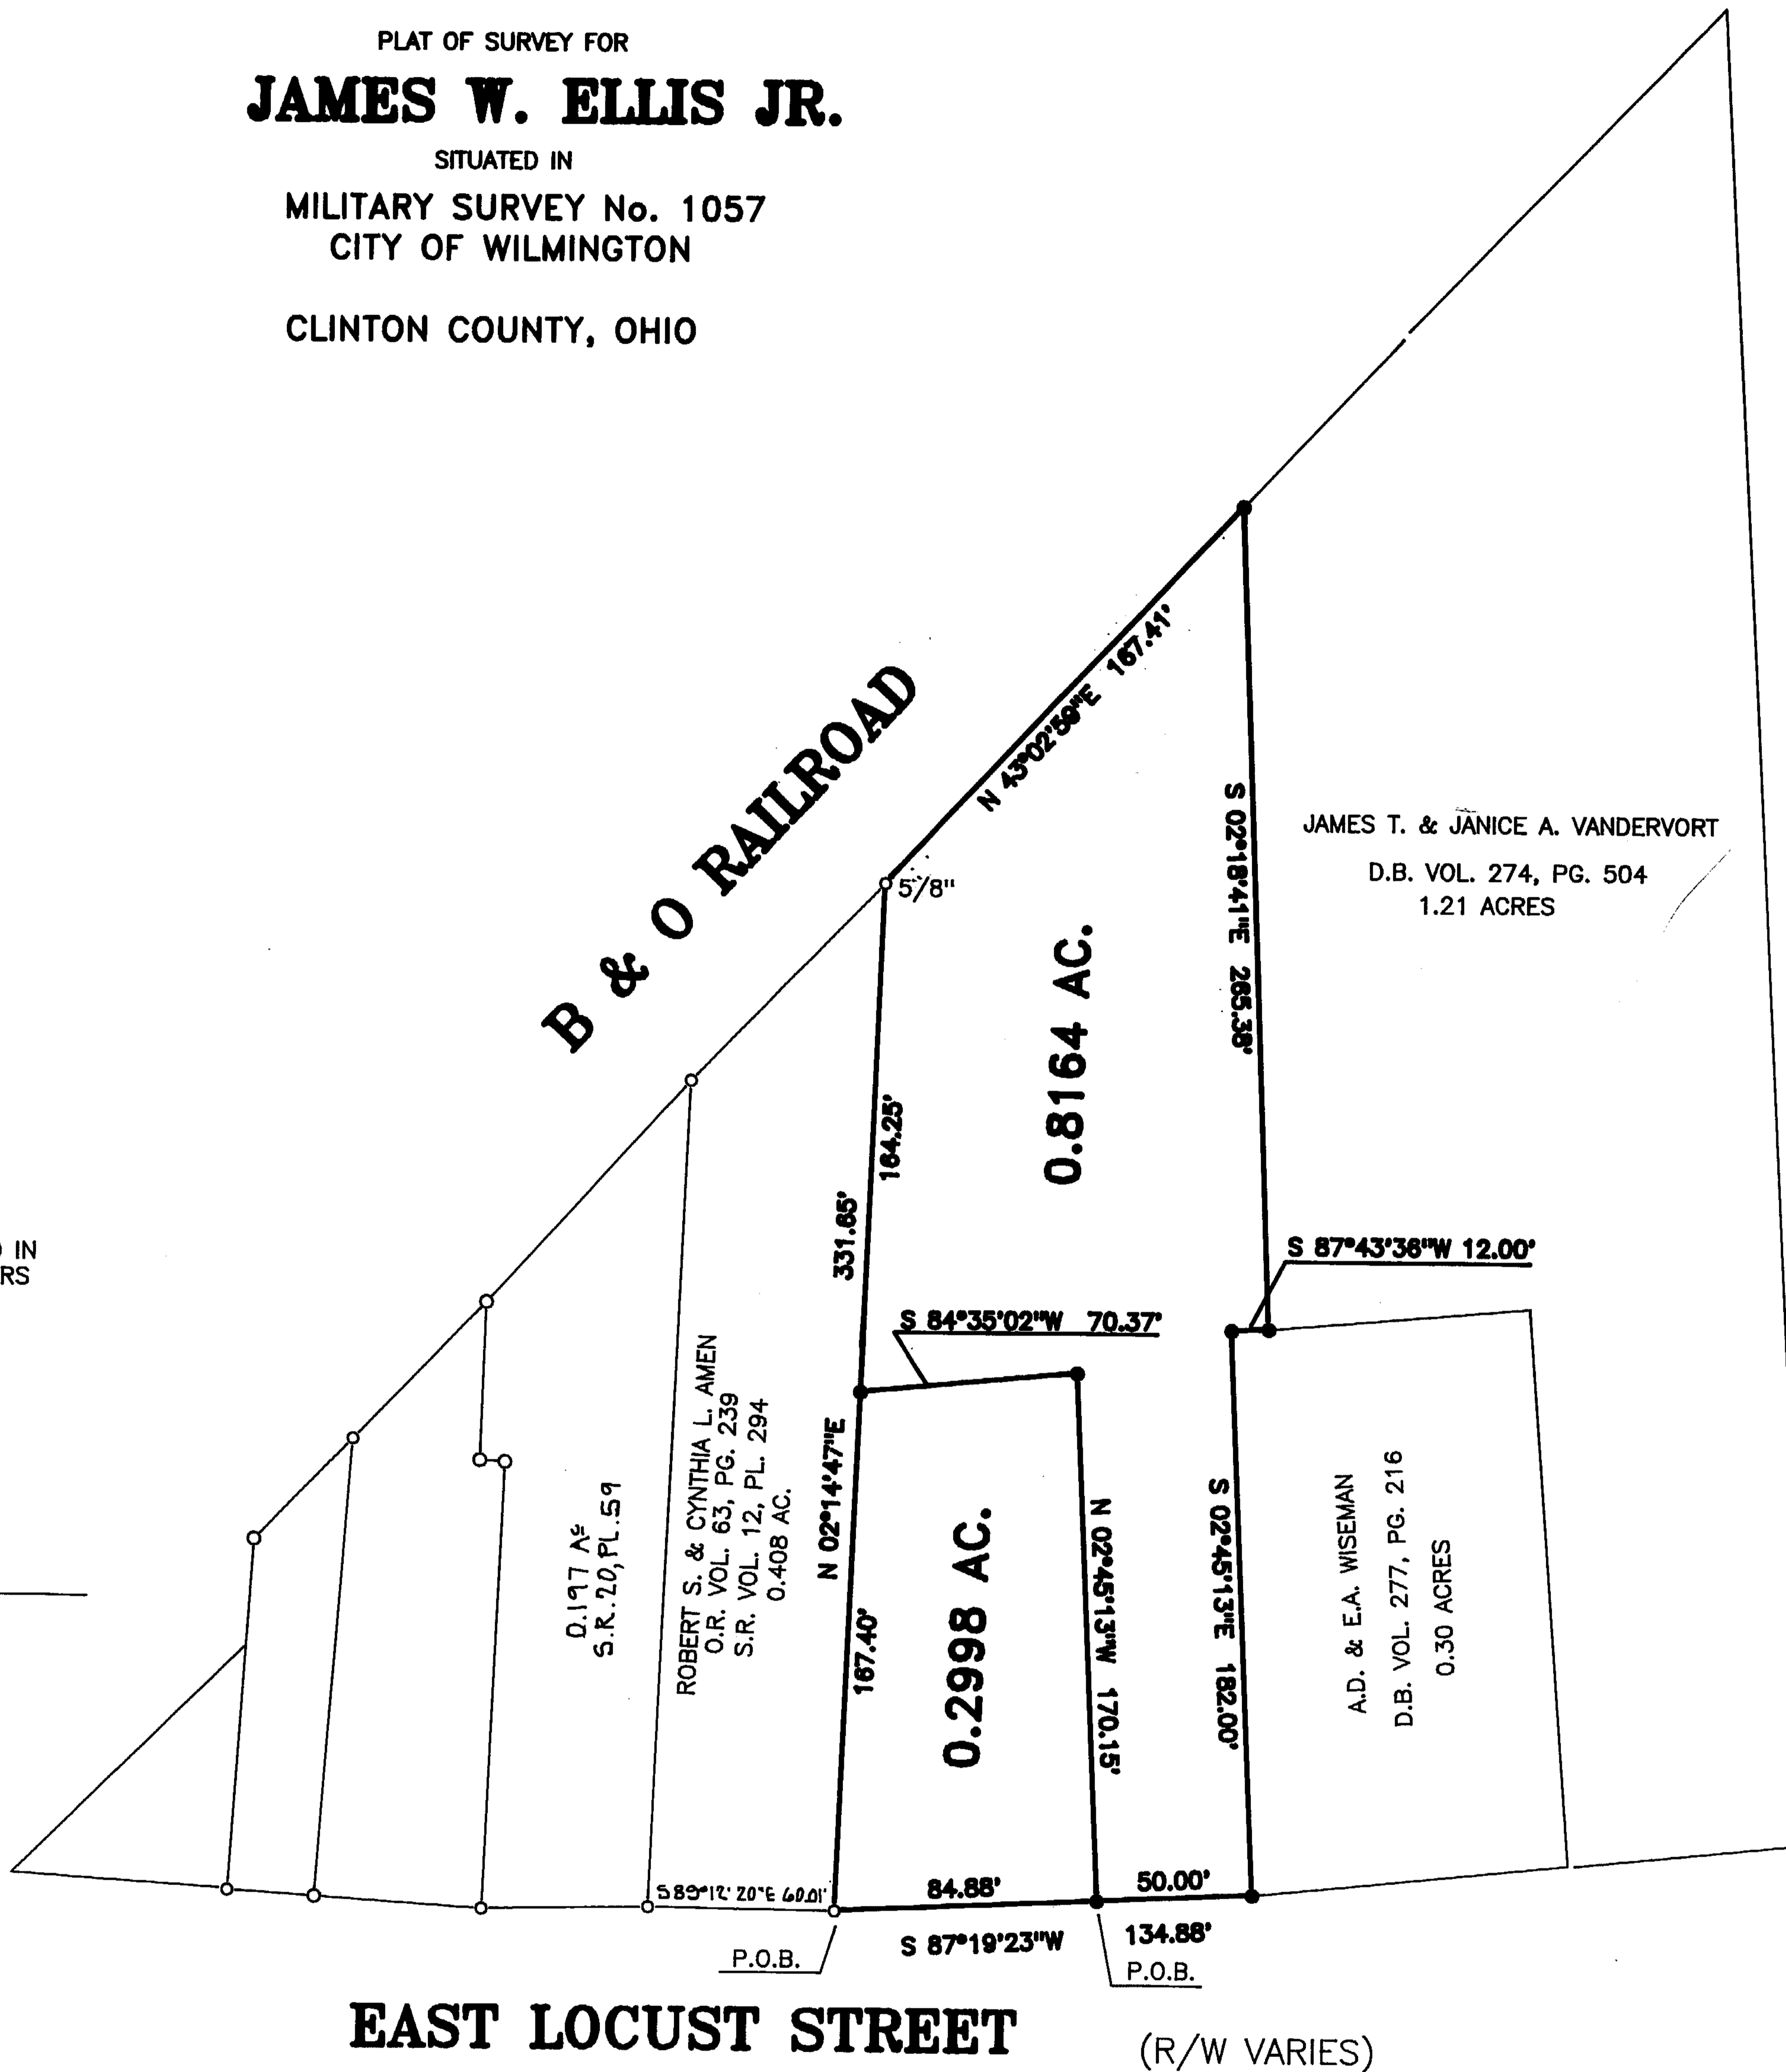 PLAT OF SURVEY FOR
JAMES W. ELLIS JR.
SITUATED IN
MILITARY SURVEY No. 1057
CITY OF WILMINGTON
CLINTON COUNTY, OHIO
B & O RAILROAD
N 43°02'59"E 167.41'
5/8"
S 02°18'41"E 265.38'
JAMES T. & JANICE A. VANDERVORT
D.B. VOL. 274, PG. 504
1.21 ACRES
0.8164 AC.
164.25'
331.65'
IN
RS
S 87°43'36"W 12.00'
S 84°35'02"W 70.37'
N 02°14'47"E
167.40'
0.197 Ac
S.R. 20, PL. 59
ROBERT S. & CYNTHIA L. AMEN
O.R. VOL. 63, PG. 239
S.R. VOL. 12, PL. 294
0.408 AC.
0.2998 AC.
N 02°45'13"W 170.15'
S 02°45'13"E 182.00'
A.D. & E.A. WISEMAN
D.B. VOL. 277, PG. 216
0.30 ACRES
S 89°12'20"E 60.01'
84.88'
50.00'
S 87°19'23"W
134.88'
P.O.B.
P.O.B.
EAST LOCUST STREET
(R/W VARIES)